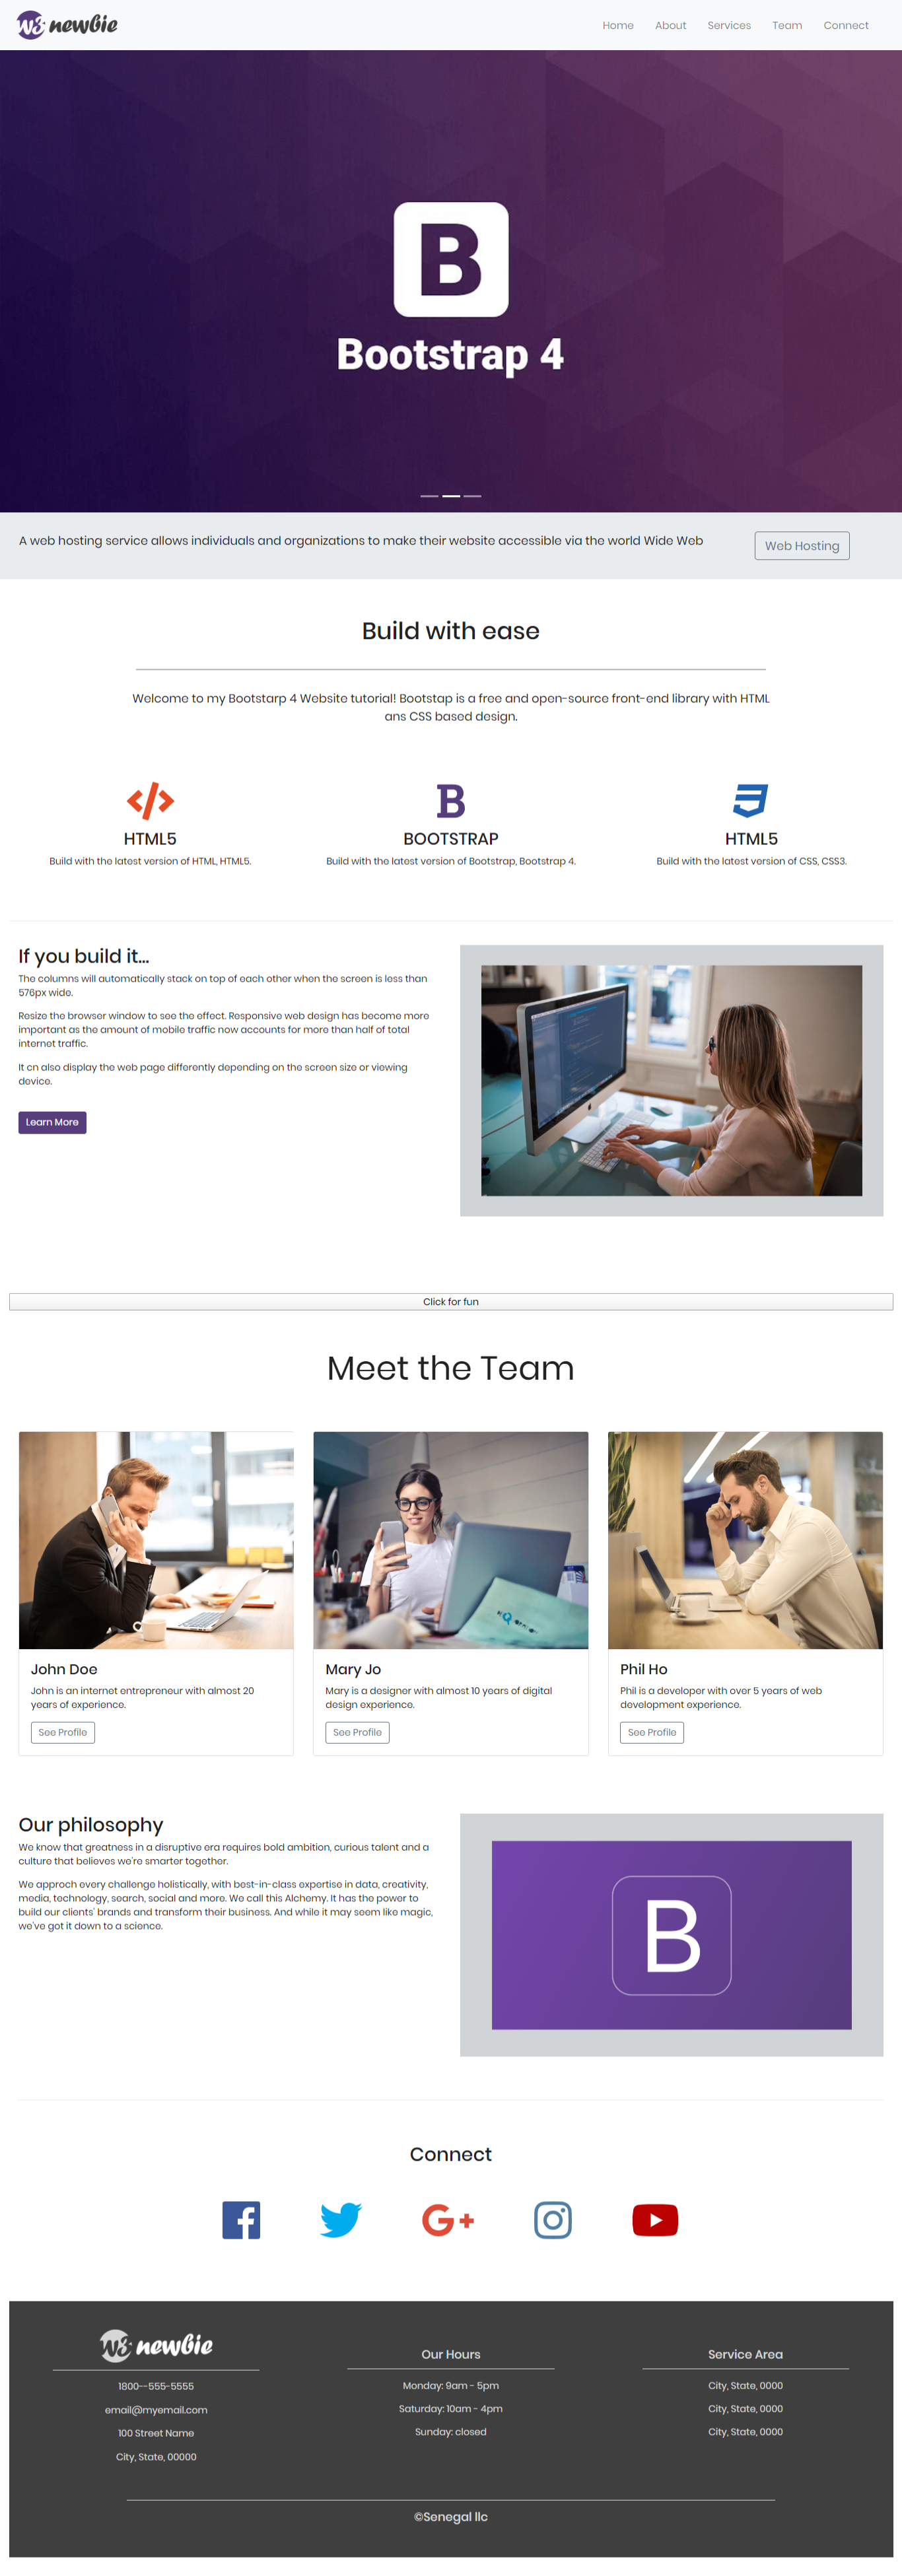 W3 newbie
Home About Services Team Connect
B
Bootstrap 4
A web hosting service allows individuals and organizations to make their website accessible via the world Wide Web
Web Hosting
Build with ease
Welcome to my Bootstarp 4 Website tutorial! Bootstap is a free and open-source front-end library with HTML
ans CSS based design.
B
HTML5
BOOTSTRAP
HTML5
Build with the latest version of HTML, HTML5.
Build with the latest version of Bootstrap, Bootstrap 4.
Build with the latest version of CSS, CSS3.
If you build it...
The columns will automatically stack on top of each other when the screen is less than
576px wide.
Resize the browser window to see the effect. Responsive web design has become more
important as the amount of mobile traffic now accounts for more than half of total
internet traffic.
It cn also display the web page differently depending on the screen size or viewing
device.
Learn More
Click for fun
Meet the Team
John Doe
John is an internet entrepreneur with almost 20
years of experience.
See Profile
Mary Jo
Mary is a designer with almost 10 years of digital
design experience.
See Profile
Phil Ho
Phil is a developer with over 5 years of web
development experience.
See Profile
Our philosophy
We know that greatness in a disruptive era requires bold ambition, curious talent and a
culture that believes we're smarter together.
We approch every challenge holistically, with best-in-class expertise in data, creativity,
media, technology, search, social and more. We call this Alchemy. It has the power to
build our clients' brands and transform their business. And while it may seem like magic,
we've got it down to a science.
B
Connect
G+
W3 newbie
1800--555-5555
email@myemail.com
100 Street Name
City, State, 00000
Our Hours
Monday: 9am - 5pm
Saturday: 10am - 4pm
Sunday: closed
Service Area
City, State, 0000
City, State, 0000
City, State, 0000
©Senegal llc